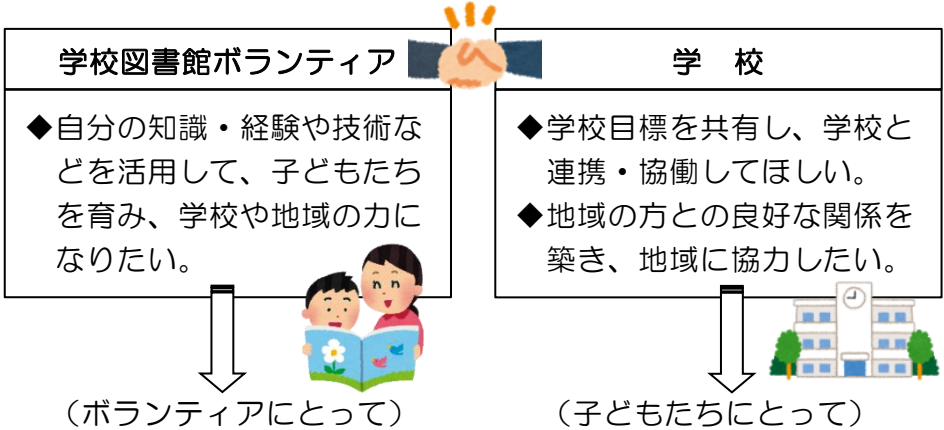 学校図書館ボランティア
◆自分の知識・経験や技術な
どを活用して、子どもたち
を育み、学校や地域の力に
なりたい。
(ボランティアにとって)
学 校
◆学校目標を共有し、学校と
連携・協働してほしい。
◆地域の方との良好な関係を
築き、地域に協力したい。
(子どもたちにとって)